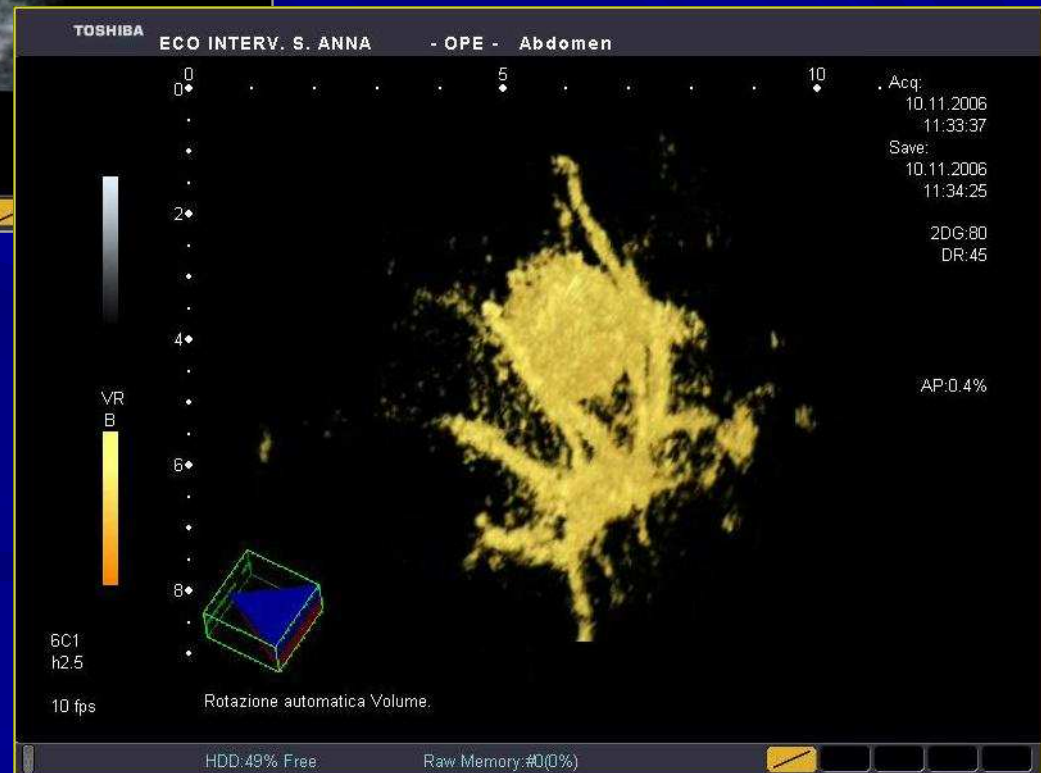 TOSHIBA
ECO INTERV. S. ANNA - OPE - Abdomen
0 5 10
0
2
4
6
8
Acq:
10.11.2006
11:33:37
Save:
10.11.2006
11:34:25
2DG:80
DR:45
AP:0.4%
VR
B
6C1
h2.5
10 fps
Rotazione automatica Volume.
HDD:49% Free Raw Memory:#0(0%)